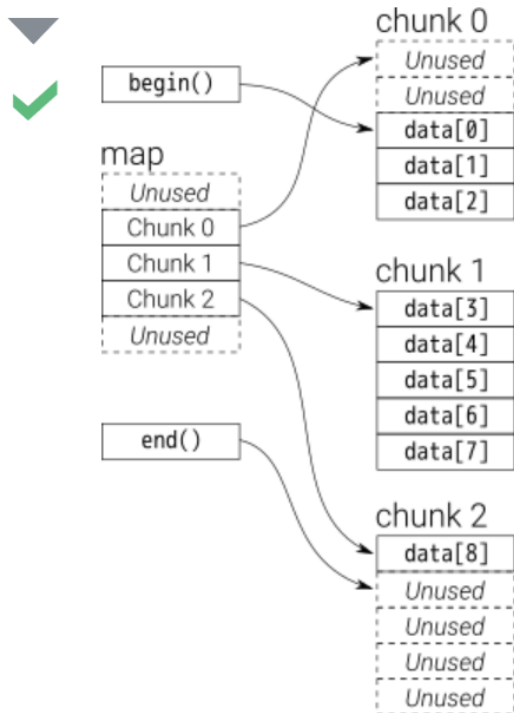 begin()
map
Unused
Chunk 0
Chunk 1
Chunk 2
Unused
end()
chunk 0
Unused
Unused
data[0]
data[1]
data[2]
chunk 1
data[3]
data[4]
data[5]
data[6]
data[7]
chunk 2
data[8]
Unused
Unused
Unused
Unused